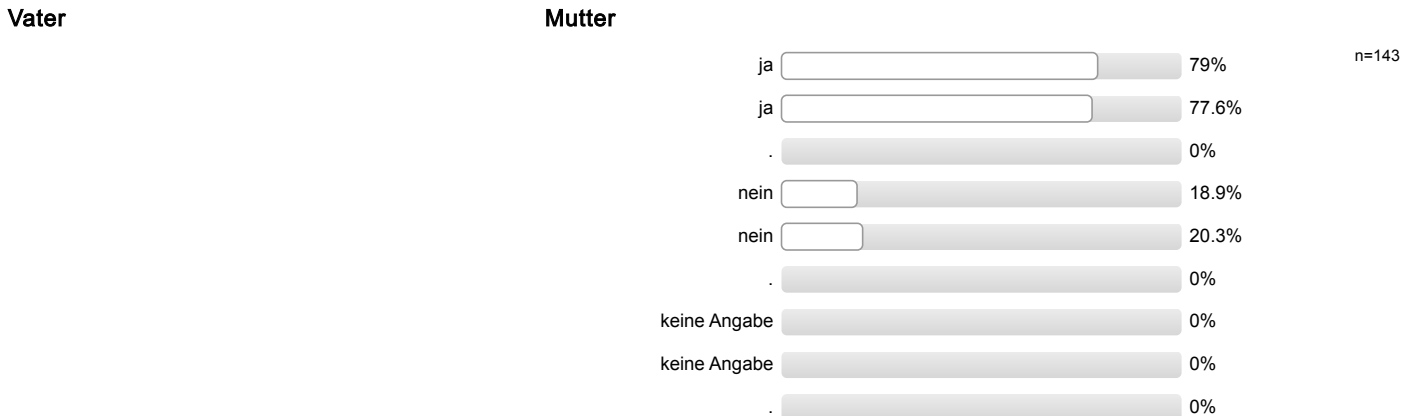 Vater Mutter
n=143
ja 79%
ja 77.6%
. 0%
nein 18.9%
nein 20.3%
. 0%
keine Angabe 0%
keine Angabe 0%
. 0%